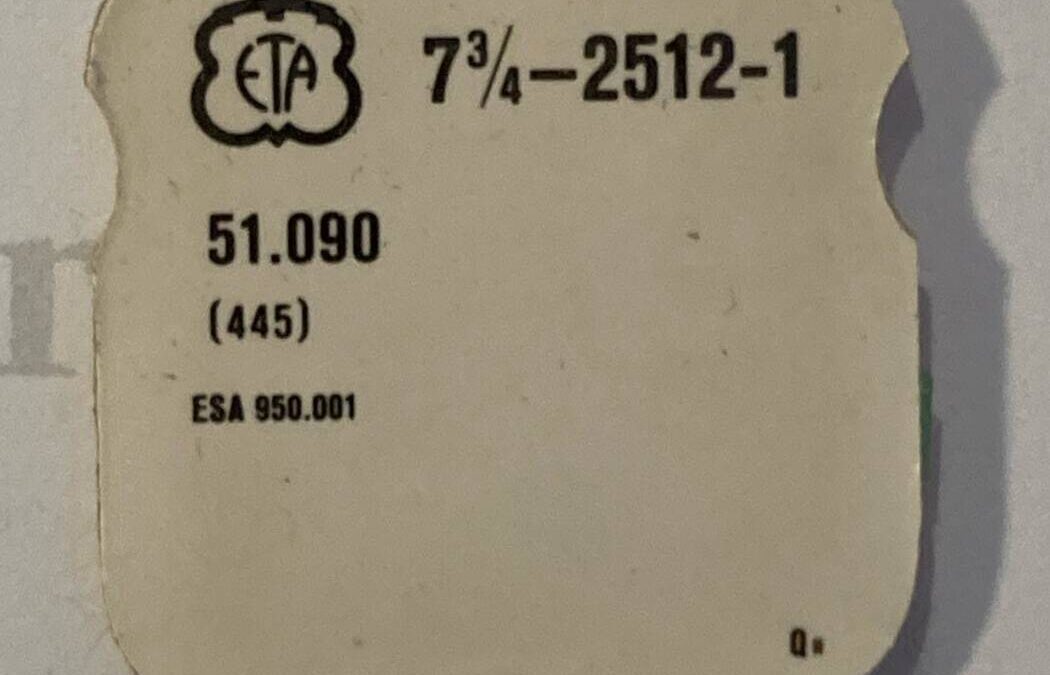 ETA 7¾-2512-1
51.090
(445)
ESA 950.001
Q